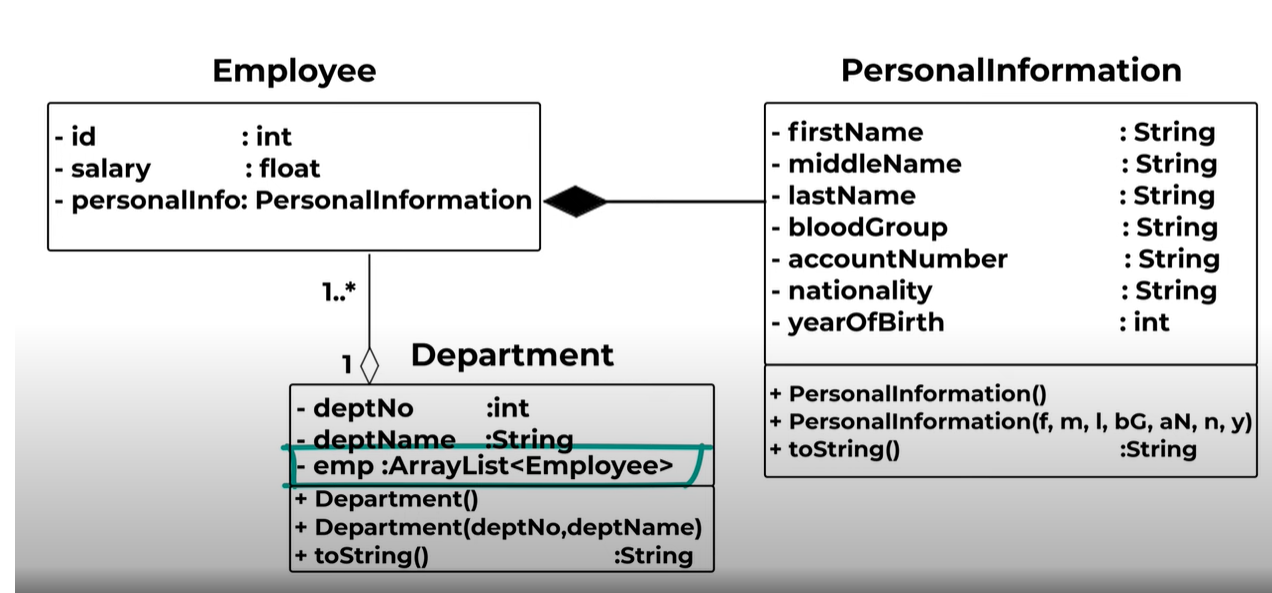 Employee
- id : int
- salary : float
- personalInfo: PersonalInformation
PersonalInformation
- firstName : String
- middleName : String
- lastName : String
- bloodGroup : String
- accountNumber : String
- nationality : String
- yearOfBirth : int
+ PersonalInformation()
+ PersonalInformation(f, m, l, bG, aN, n, y)
+ toString() :String
1..*
1
Department
- deptNo :int
- deptName :String
- emp :ArrayList<Employee>
+ Department()
+ Department(deptNo,deptName)
+ toString() :String